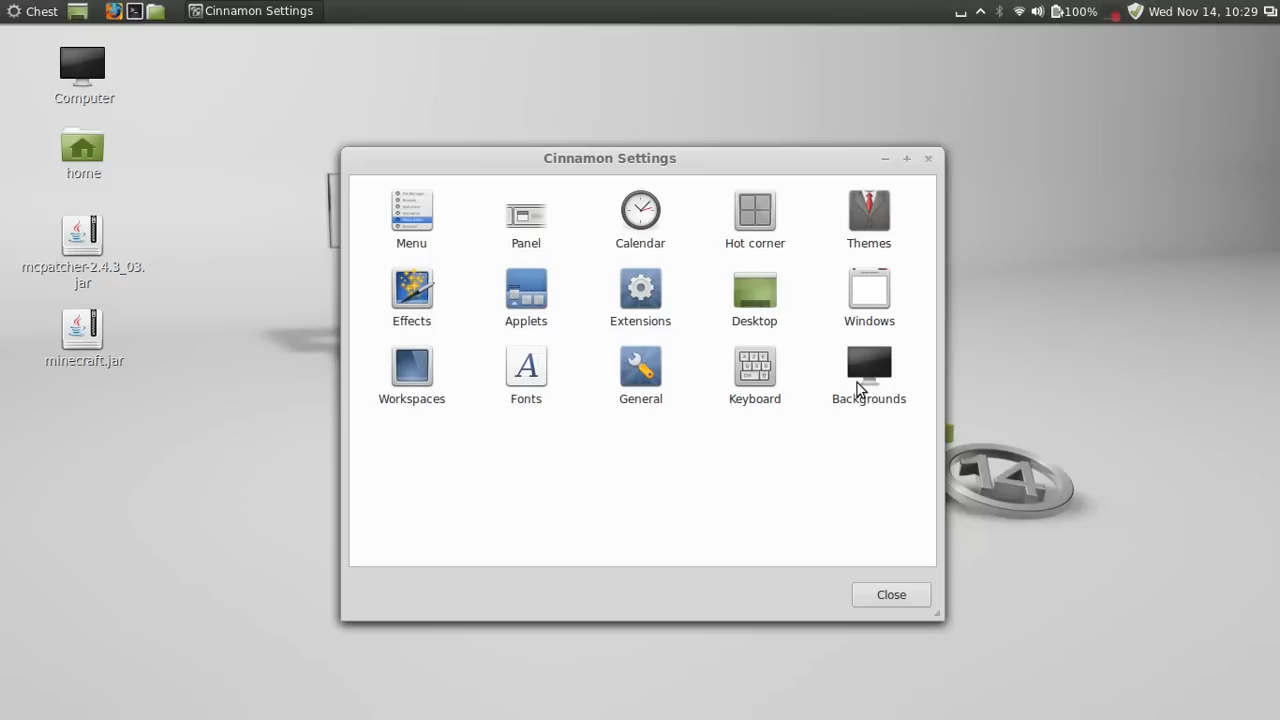 Chest
Cinnamon Settings
100%
Wed Nov 14, 10:29
Computer
home
mcpatcher-2.4.3_03.
jar
minecraft.jar
Cinnamon Settings
Menu
Panel
Calendar
Hot corner
Themes
Effects
Applets
Extensions
Desktop
Windows
Workspaces
Fonts
General
Keyboard
Backgrounds
Close
14